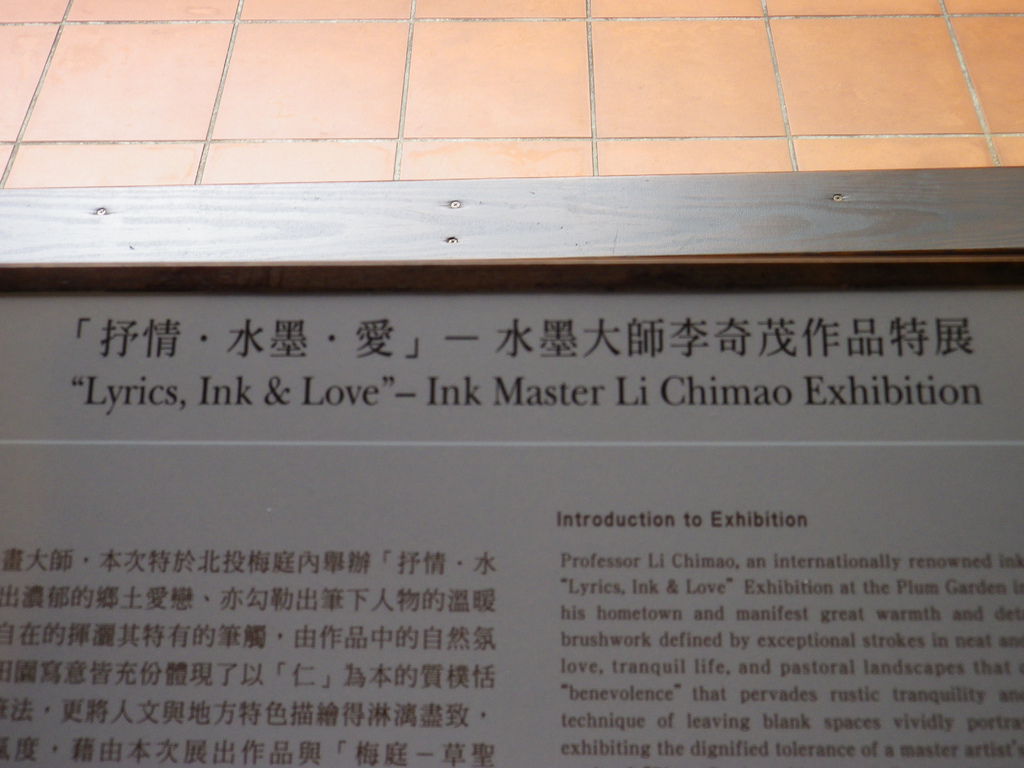 「抒情・水墨・愛」－水墨大師李奇茂作品特展
“Lyrics, Ink & Love”– Ink Master Li Chimao Exhibition
畫大師，本次特於北投梅庭內舉辦「抒情・水
出濃郁的鄉土愛戀、亦勾勒出筆下人物的溫暖
自在的揮灑其特有的筆觸，由作品中的自然氛
田園寫意皆充份體現了以「仁」為本的質樸恬
筆法，更將人文與地方特色描繪得淋漓盡致，
風度，藉由本次展出作品與「梅庭－草聖
Introduction to Exhibition
Professor Li Chimao, an internationally renowned ink
“Lyrics, Ink & Love” Exhibition at the Plum Garden
his hometown and manifest great warmth and
brushwork defined by exceptional strokes in neat
love, tranquil life, and pastoral landscapes that
“benevolence” that pervades rustic tranquility
technique of leaving blank spaces vividly
exhibiting the dignified tolerance of a master artist's